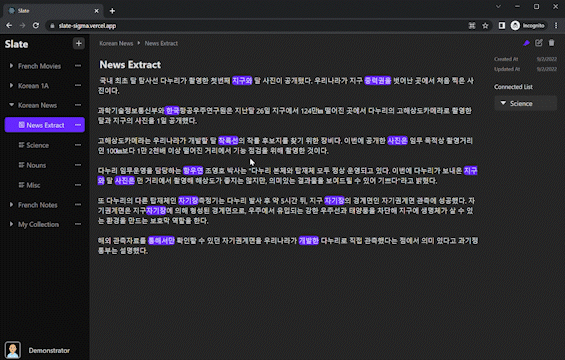 Slate
slate-sigma.vercel.app
Incognito
Slate
Korean News > News Extract
French Movies
Korean 1A
Korean News
News Extract
Science
Nouns
Misc
French Notes
My Collection
Demonstrator
Created At 9/2/2022
Updated At 9/2/2022
Connected List
Science
News Extract
국내 최초 달 탐사선 다누리가 촬영한 첫번째 지구와 달 사진이 공개됐다. 우리나라가 지구 중력권을 벗어난 곳에서 처음 찍은 사
진이다.
과학기술정보통신부와 한국항공우주연구원은 지난달 26일 지구에서 124만㎞ 떨어진 곳에서 다누리의 고해상도카메라로 촬영한
달과 지구의 사진을 1일 공개했다.
고해상도카메라는 우리나라가 개발할 달 착륙선의 착륙 후보지를 찾기 위한 장비다. 이번에 공개한 사진은 임무 목적상 촬영거리
인 100㎞보다 1만 2천배 이상 떨어진 거리에서 기능 점검을 위해 촬영한 것이다.
다누리 임무운영을 담당하는 항우연 조영호 박사는 "다누리 본체와 탑재체 모두 정상 운영되고 있다. 이번에 다누리가 보내온 지구
와 달 사진은 먼 거리에서 촬영해 해상도가 좋지는 않지만, 의미있는 결과물을 보여드릴 수 있어 기쁘다"라고 밝혔다.
또 다누리의 다른 탑재체인 자기장측정기는 다누리 발사 후 약 5시간 뒤, 지구 자기장의 경계면인 자기권계면 관측에 성공했다. 자
기권계면은 지구자기장에 의해 형성된 경계면으로, 우주에서 유입되는 강한 우주선과 태양풍을 차단해 지구에 생명체가 살 수 있
는 환경을 만드는 보호막 역할을 한다.
해외 관측자료를 통해서만 확인할 수 있던 자기권계면을 우리나라가 개발한 다누리로 직접 관측했다는 점에서 의미 있었다고 과기정
통부는 설명했다.